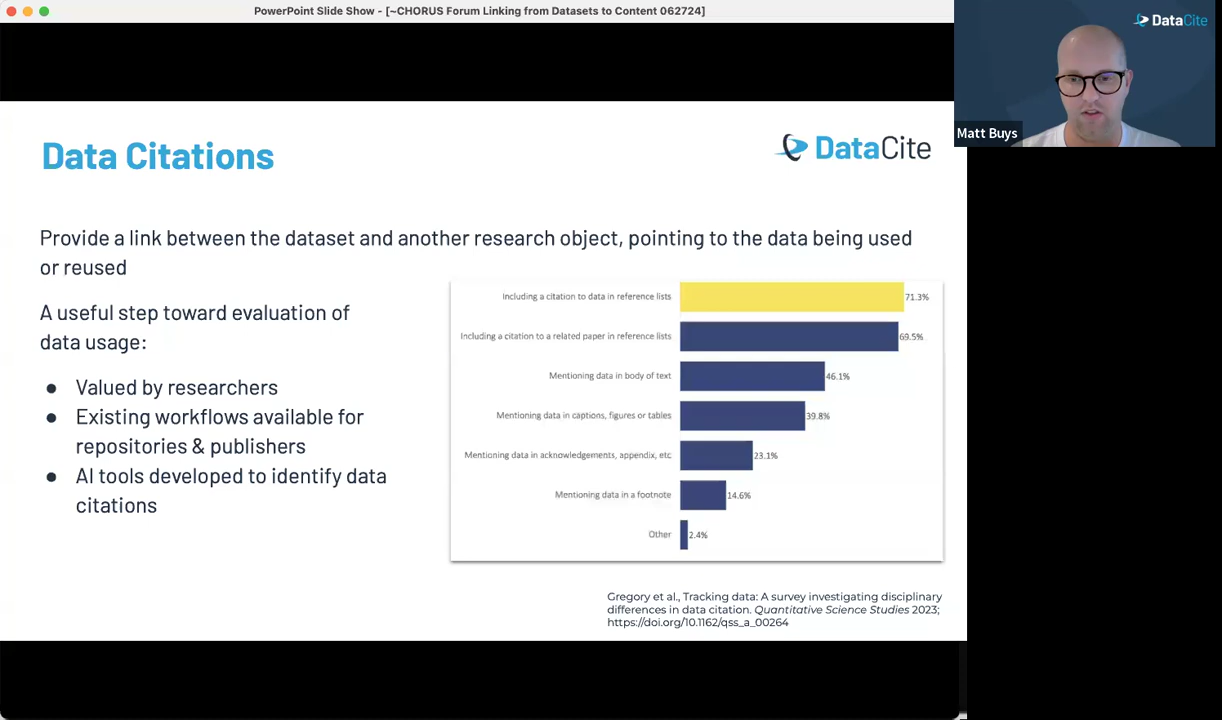 PowerPoint Slide Show - [~CHORUS Forum Linking from Datasets to Content 062724]
DataCite
Matt Buys
Data Citations
DataCite
Provide a link between the dataset and another research object, pointing to the data being used
or reused
A useful step toward evaluation of
data usage:
● Valued by researchers
● Existing workflows available for
repositories & publishers
● AI tools developed to identify data
citations
Including a citation to data in reference lists 71.3%
Including a citation to a related paper in reference lists 69.5%
Mentioning data in body of text 46.1%
Mentioning data in captions, figures or tables 39.8%
Mentioning data in acknowledgements, appendix, etc 23.1%
Mentioning data in a footnote 14.6%
Other 2.4%
Gregory et al., Tracking data: A survey investigating disciplinary
differences in data citation. Quantitative Science Studies 2023;
https://doi.org/10.1162/qss_a_00264